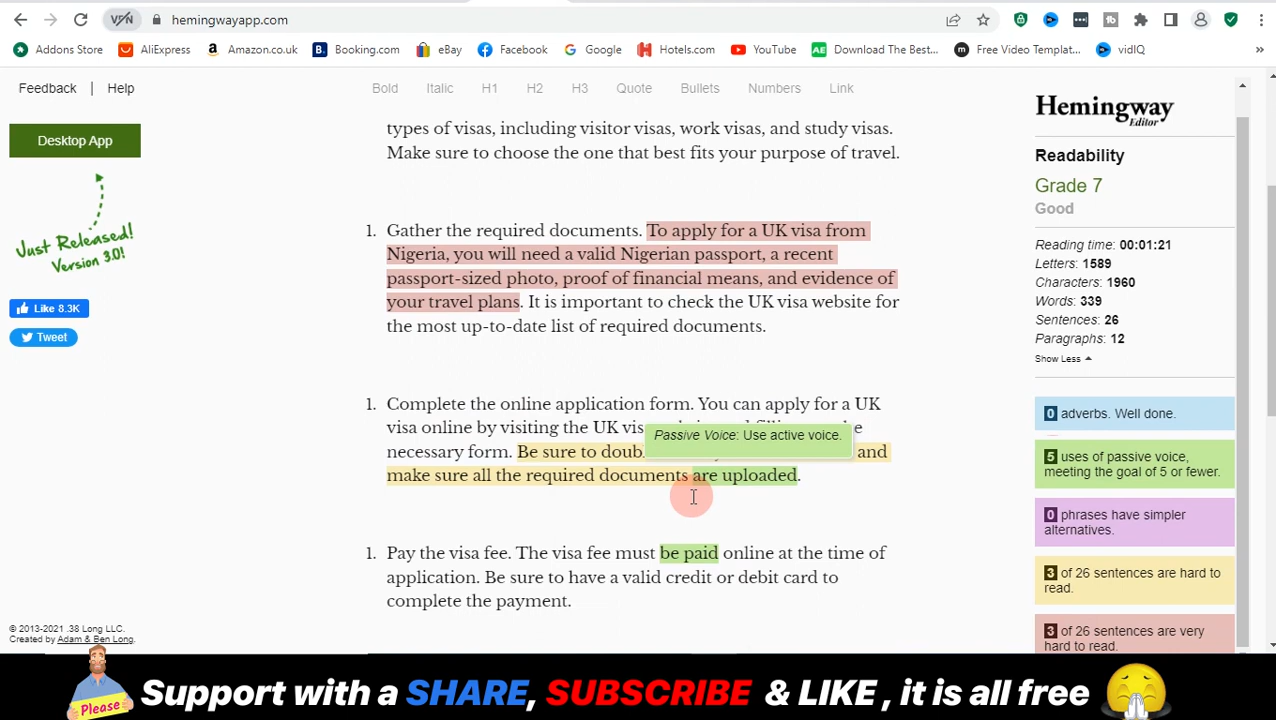 hemingwayapp.com
Addons Store AliExpress Amazon.co.uk Booking.com eBay Facebook Google Hotels.com YouTube Download The Best... Free Video Templat... vidIQ »
Feedback | Help
Bold Italic H1 H2 H3 Quote Bullets Numbers Link
Desktop App
Just Released!
Version 3.0!
Like 8.3K
Tweet
types of visas, including visitor visas, work visas, and study visas.
Make sure to choose the one that best fits your purpose of travel.
1. Gather the required documents. To apply for a UK visa from
Nigeria, you will need a valid Nigerian passport, a recent
passport-sized photo, proof of financial means, and evidence of
your travel plans. It is important to check the UK visa website for
the most up-to-date list of required documents.
1. Complete the online application form. You can apply for a UK
visa online by visiting the UK
Passive Voice: Use active voice.
necessary form. Be sure to and
make sure all the required documents are uploaded.
1. Pay the visa fee. The visa fee must be paid online at the time of
application. Be sure to have a valid credit or debit card to
complete the payment.
Hemingway
Editor
Readability
Grade 7
Good
Reading time: 00:01:21
Letters: 1589
Characters: 1960
Words: 339
Sentences: 26
Paragraphs: 12
Show Less
0 adverbs. Well done.
5 uses of passive voice,
meeting the goal of 5 or fewer.
0 phrases have simpler
alternatives.
3 of 26 sentences are hard to
read.
3 of 26 sentences are very
hard to read.
© 2013-2021 .38 Long LLC.
Created by Adam & Ben Long.
Please
Support with a SHARE, SUBSCRIBE & LIKE , it is all free